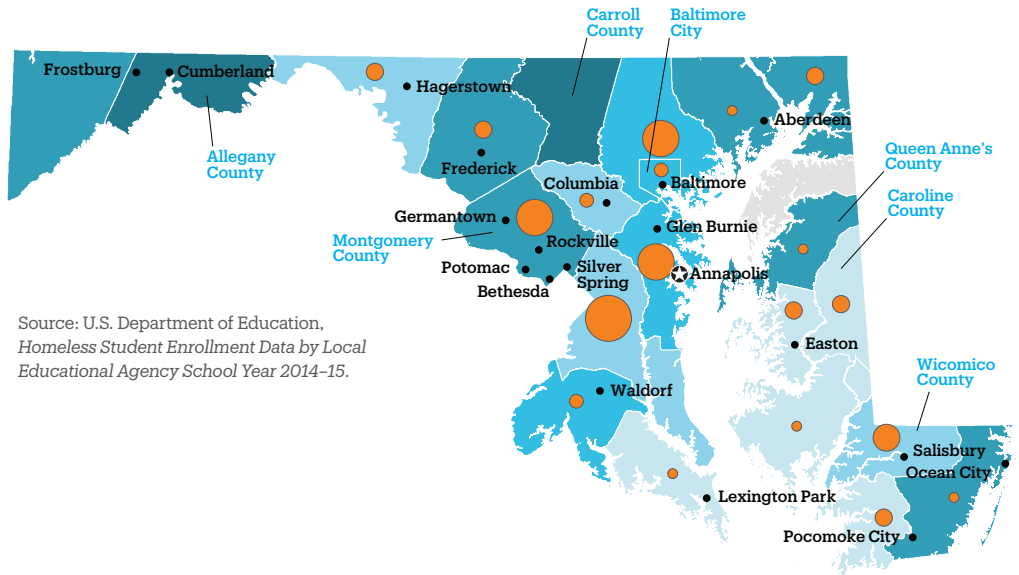 Carroll
County
Baltimore
City
Frostburg
Cumberland
Hagerstown
Aberdeen
Allegany
County
Frederick
Queen Anne’s
County
Columbia
Baltimore
Caroline
County
Germantown
Glen Burnie
Montgomery
County
Rockville
Potomac
Silver
Spring
Annapolis
Bethesda
Source: U.S. Department of Education,
Homeless Student Enrollment Data by Local
Educational Agency School Year 2014–15.
Easton
Wicomico
County
Waldorf
Salisbury
Ocean City
Lexington Park
Pocomoke City